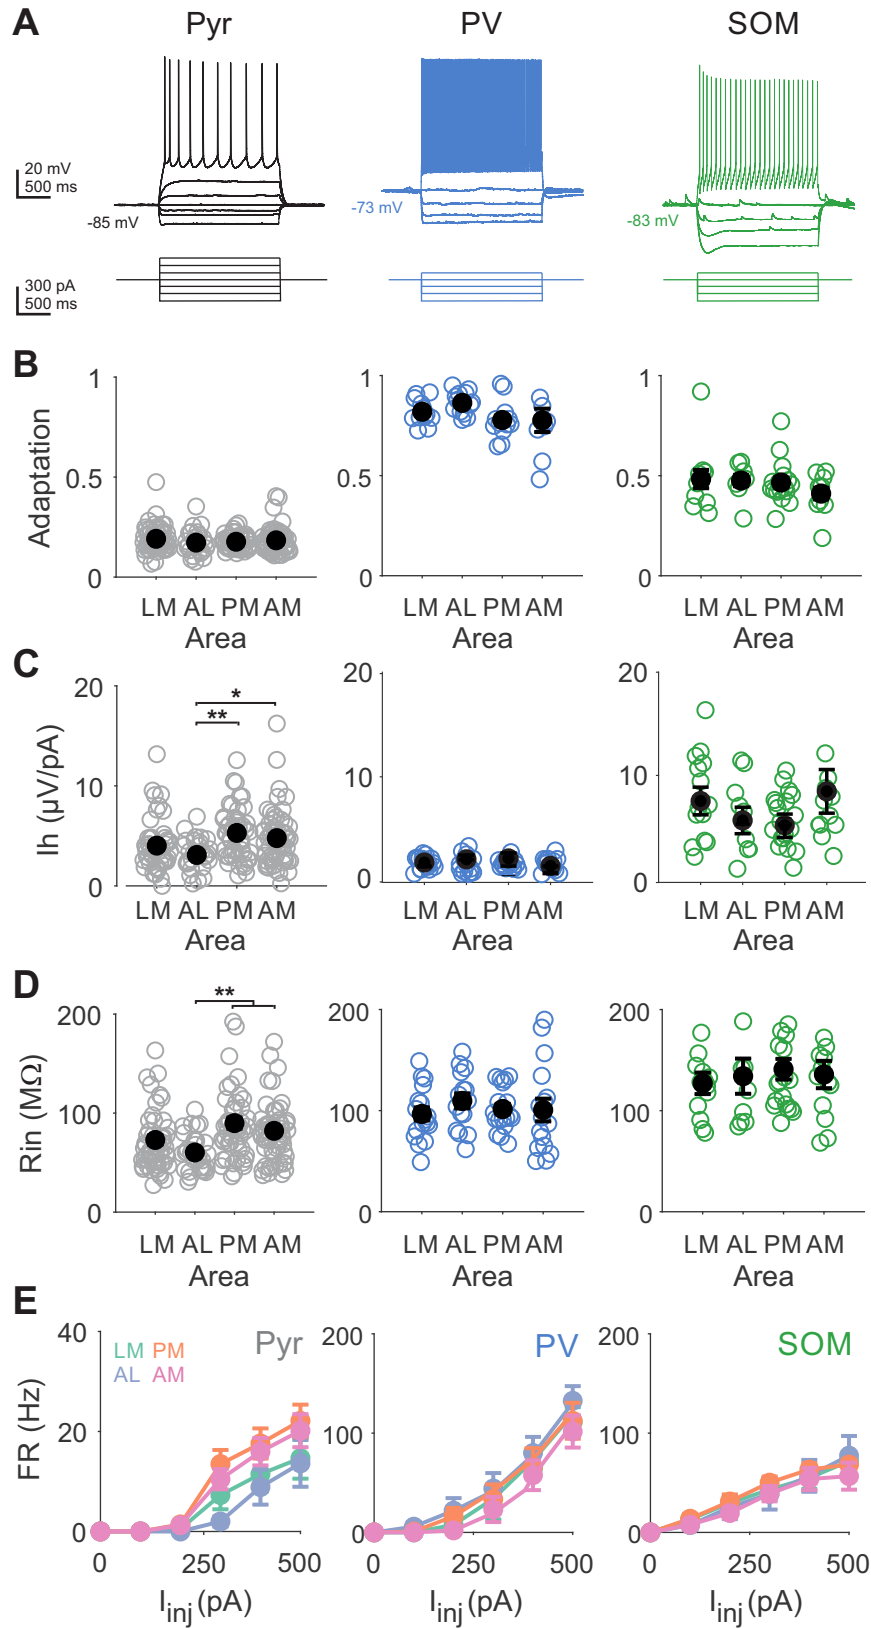 A Pyr PV SOM
20 mV
500 ms
-85 mV
-73 mV
-83 mV
300 pA
500 ms
B
Adaptation
1
0.5
0
1
0.5
0
1
0.5
0
LM AL PM AM
LM AL PM AM
LM AL PM AM
Area
Area
Area
C
Ih (µV/pA)
20
10
0
20
10
0
20
10
0
*
**
LM AL PM AM
LM AL PM AM
LM AL PM AM
Area
Area
Area
D
Rin (MΩ)
200
100
0
200
100
0
200
100
0
**
LM AL PM AM
LM AL PM AM
LM AL PM AM
Area
Area
Area
E
FR (Hz)
40
20
0
200
100
0
200
100
0
LM PM
AL AM
Pyr
PV
SOM
0 250 500
0 250 500
0 250 500
Iinj (pA)
Iinj (pA)
Iinj (pA)